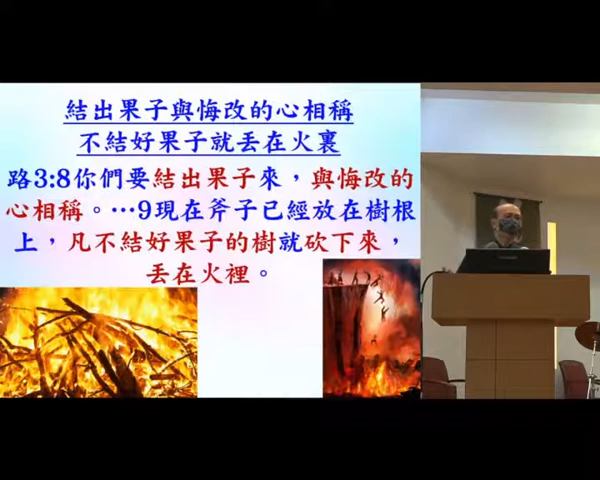 結出果子與悔改的心相稱
不結好果子就丟在火裏
路3:8你們要結出果子來，與悔改的
心相稱。…9現在斧子已經放在樹根
上，凡不結好果子的樹就砍下來，
丟在火裡。